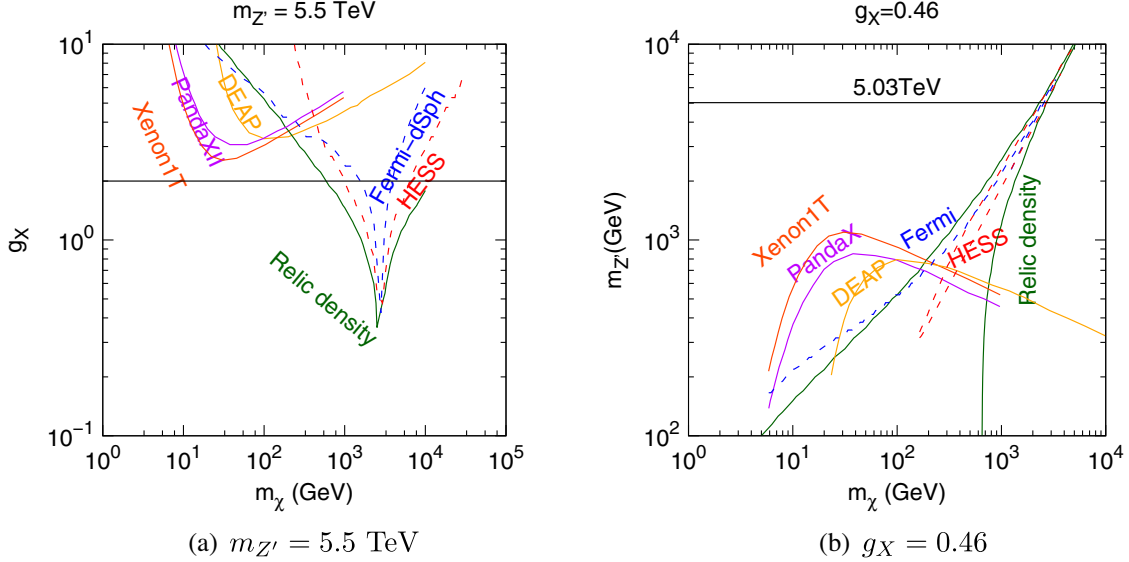 m_Z' = 5.5 TeV
g_X
10^1
10^0
10^-1
10^0 10^1 10^2 10^3 10^4 10^5
m_χ (GeV)
Xenon1T
PandaXII
DEAP
Fermi-dSph
HESS
Relic density
(a) m_Z' = 5.5 TeV
g_X=0.46
m_Z'(GeV)
10^4
10^3
10^2
10^0 10^1 10^2 10^3 10^4
m_χ (GeV)
5.03TeV
Xenon1T
PandaX
DEAP
Fermi
HESS
Relic density
(b) g_X = 0.46